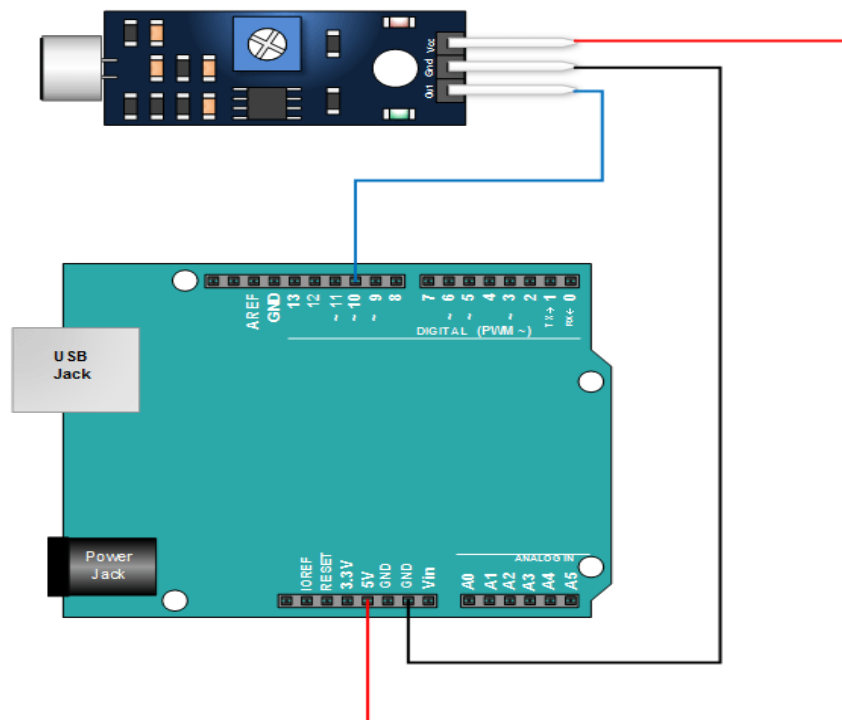 Vcc
Gnd
Out
AREF
GND
13
12
~ 11
~ 10
~ 9
8
7
~ 6
~ 5
4
~ 3
2
TX→ 1
RX← 0
DIGITAL (PWM ~)
USB
Jack
Power
Jack
IOREF
RESET
3.3V
5V
GND
GND
Vin
ANALOG IN
A0
A1
A2
A3
A4
A5